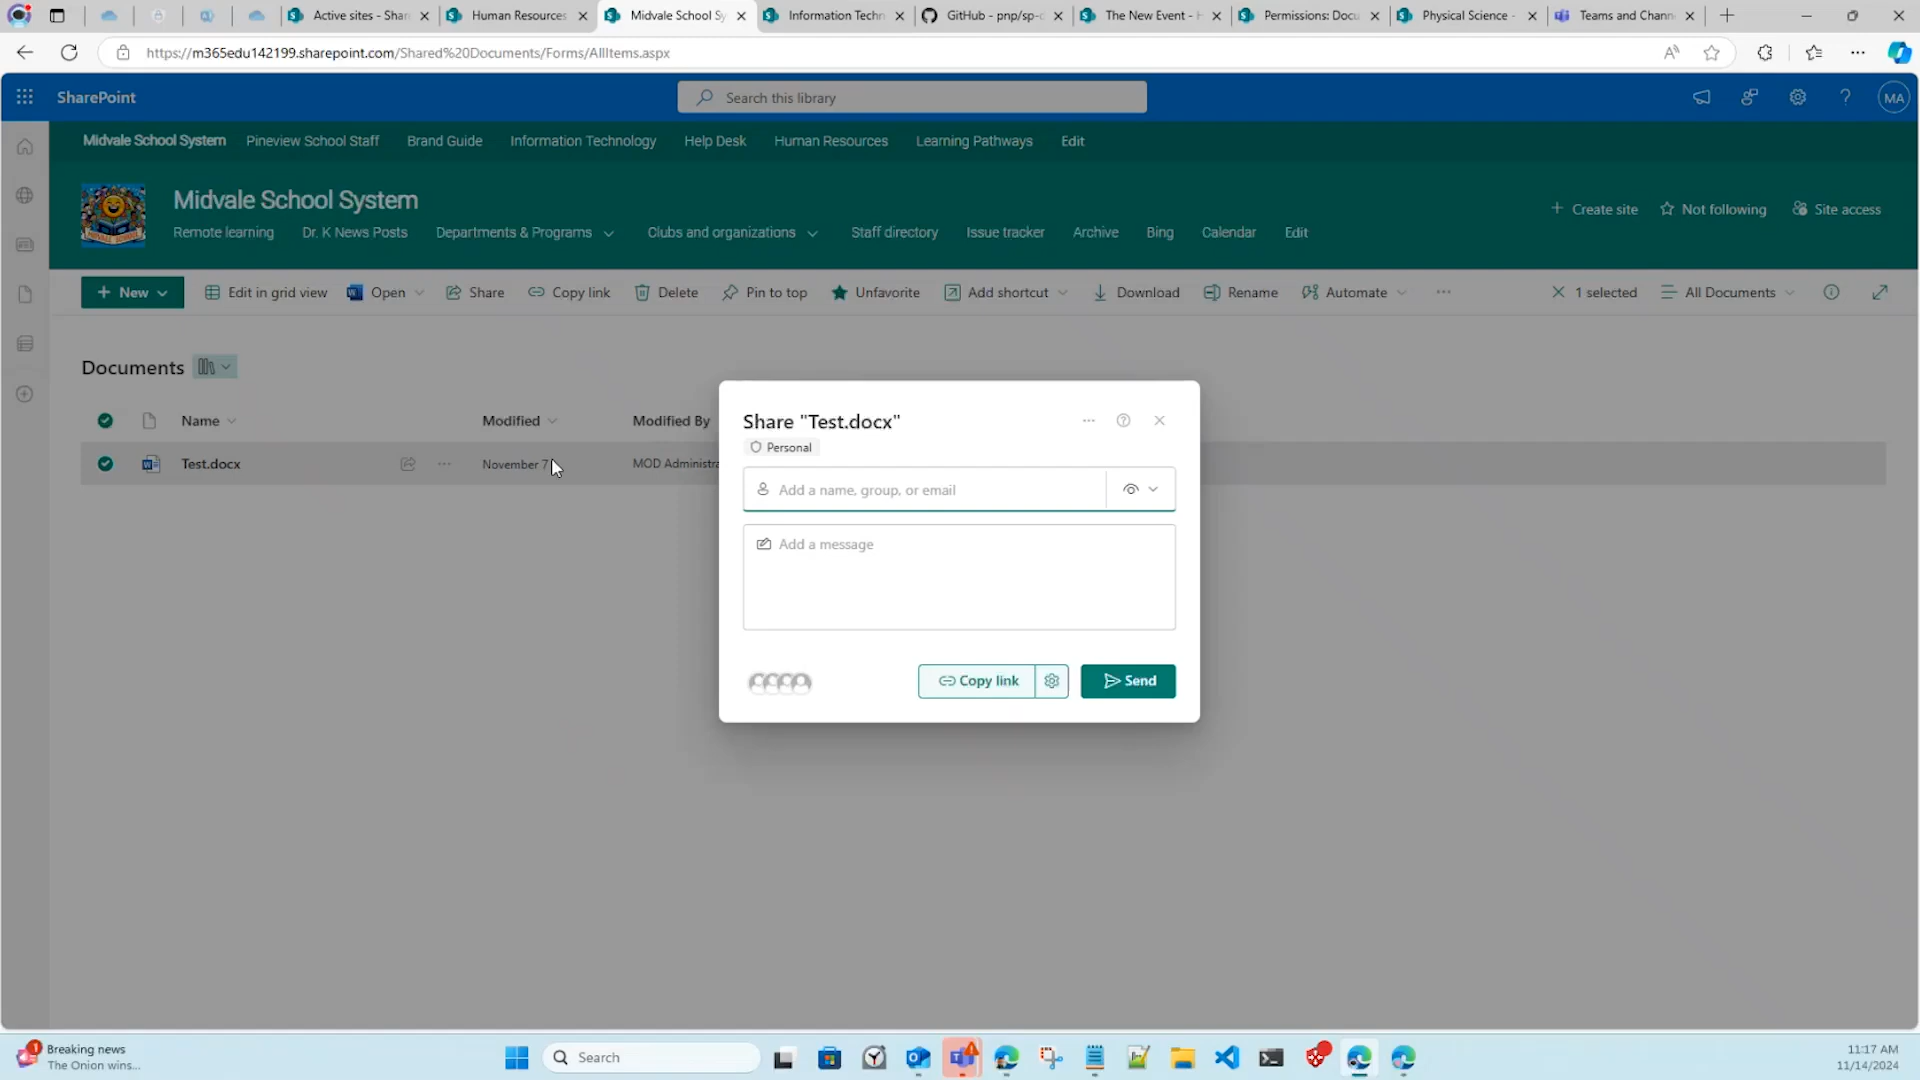 Active sites - Shar
Human Resources
Midvale School Sy
Information Techn
GitHub - pnp/sp-d
The New Event - H
Permissions: Docu
Physical Science -
Teams and Chann
https://m365edu142199.sharepoint.com/Shared%20Documents/Forms/AllItems.aspx
SharePoint
Search this library
MA
Midvale School System
Pineview School Staff
Brand Guide
Information Technology
Help Desk
Human Resources
Learning Pathways
Edit
Midvale School System
Create site
Not following
Site access
Remote learning
Dr. K News Posts
Departments & Programs
Clubs and organizations
Staff directory
Issue tracker
Archive
Bing
Calendar
Edit
New
Edit in grid view
Open
Share
Copy link
Delete
Pin to top
Unfavorite
Add shortcut
Download
Rename
Automate
1 selected
All Documents
Documents
Name
Modified
Modified By
Test.docx
November 7
MOD Administra
Share "Test.docx"
Personal
Add a name, group, or email
Add a message
Copy link
Send
1
Breaking news
The Onion wins...
Search
11:17 AM
11/14/2024